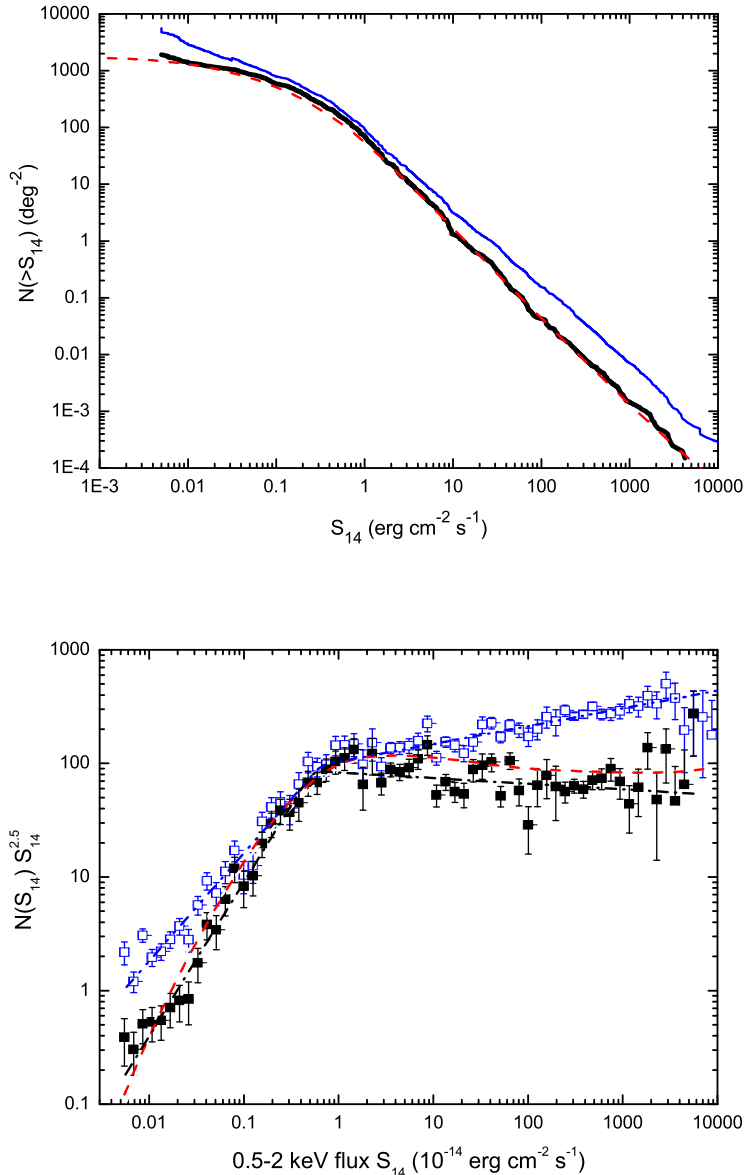 10000
1000
100
10
1
0.1
0.01
1E-3
1E-4
N(>S14) (deg-2)
1E-3 0.01 0.1 1 10 100 1000 10000
S14 (erg cm-2 s-1)
1000
100
10
1
0.1
N(S14) S14 2.5
0.01 0.1 1 10 100 1000 10000
0.5-2 keV flux S14 (10-14 erg cm-2 s-1)